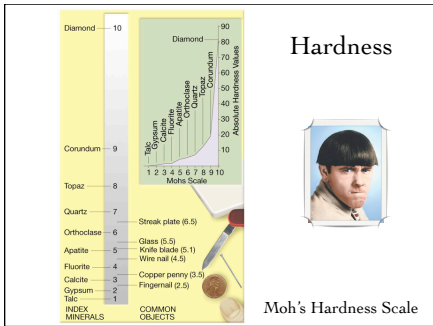 Hardness
Diamond 10
Corundum 9
Topaz 8
Quartz 7
Orthoclase 6
Apatite 5
Fluorite 4
Calcite 3
Gypsum 2
Talc 1
INDEX
MINERALS
Streak plate (6.5)
Glass (5.5)
Knife blade (5.1)
Wire nail (4.5)
Copper penny (3.5)
Fingernail (2.5)
COMMON
OBJECTS
Diamond
Talc
Gypsum
Calcite
Fluorite
Apatite
Orthoclase
Quartz
Topaz
Corundum
90
80
70
60
50
40
30
20
10
Absolute Hardness Values
1 2 3 4 5 6 7 8 9 10
Mohs Scale
Moh's Hardness Scale